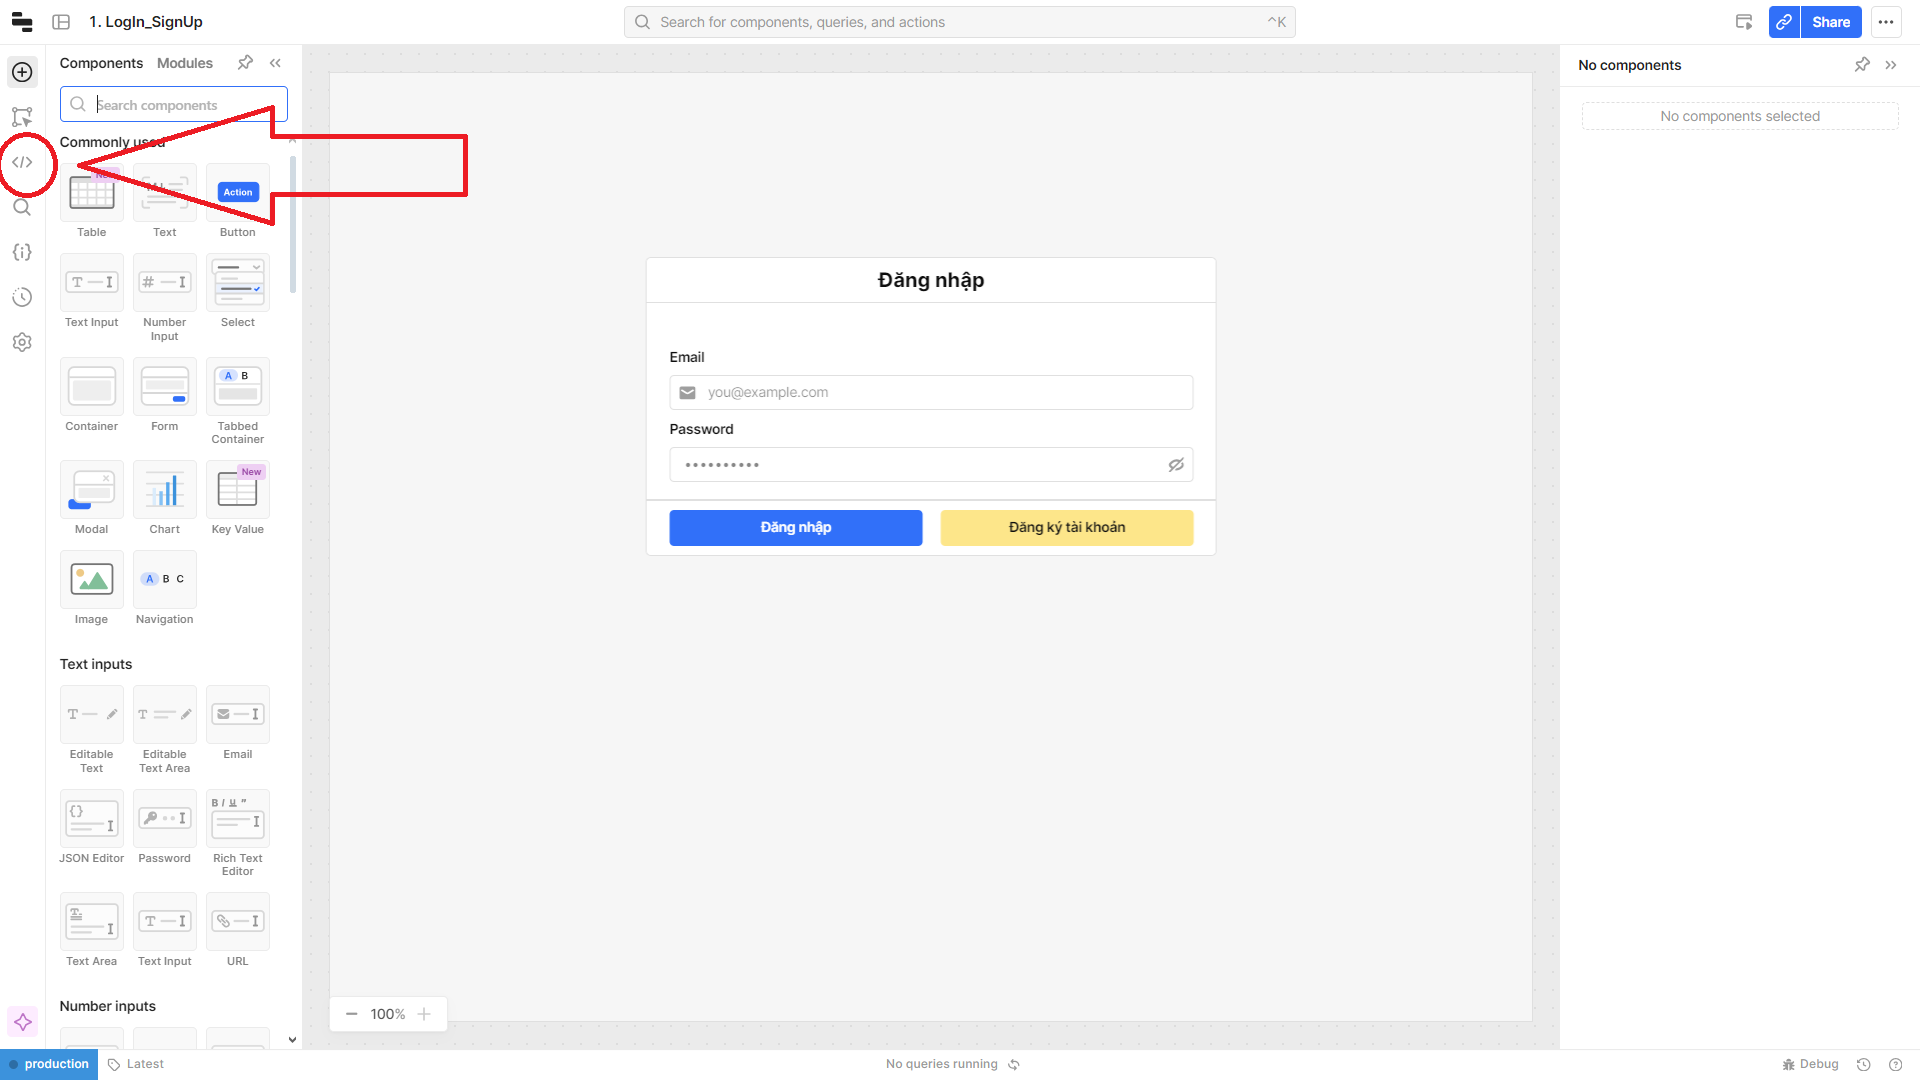 1. LogIn_SignUp
Search for components, queries, and actions
^K
Share
Components
Modules
Search components
Commonly used
New
Action
Table
Text
Button
Text Input
Number
Input
Select
A B
Container
Form
Tabbed
Container
New
Modal
Chart
Key Value
A B C
Image
Navigation
Text inputs
Editable
Text
Editable
Text Area
Email
B I U "
JSON Editor
Password
Rich Text
Editor
Text Area
Text Input
URL
Number inputs
Đăng nhập
Email
you@example.com
Password
••••••••••
Đăng nhập
Đăng ký tài khoản
100%
No components
No components selected
production
Latest
No queries running
Debug